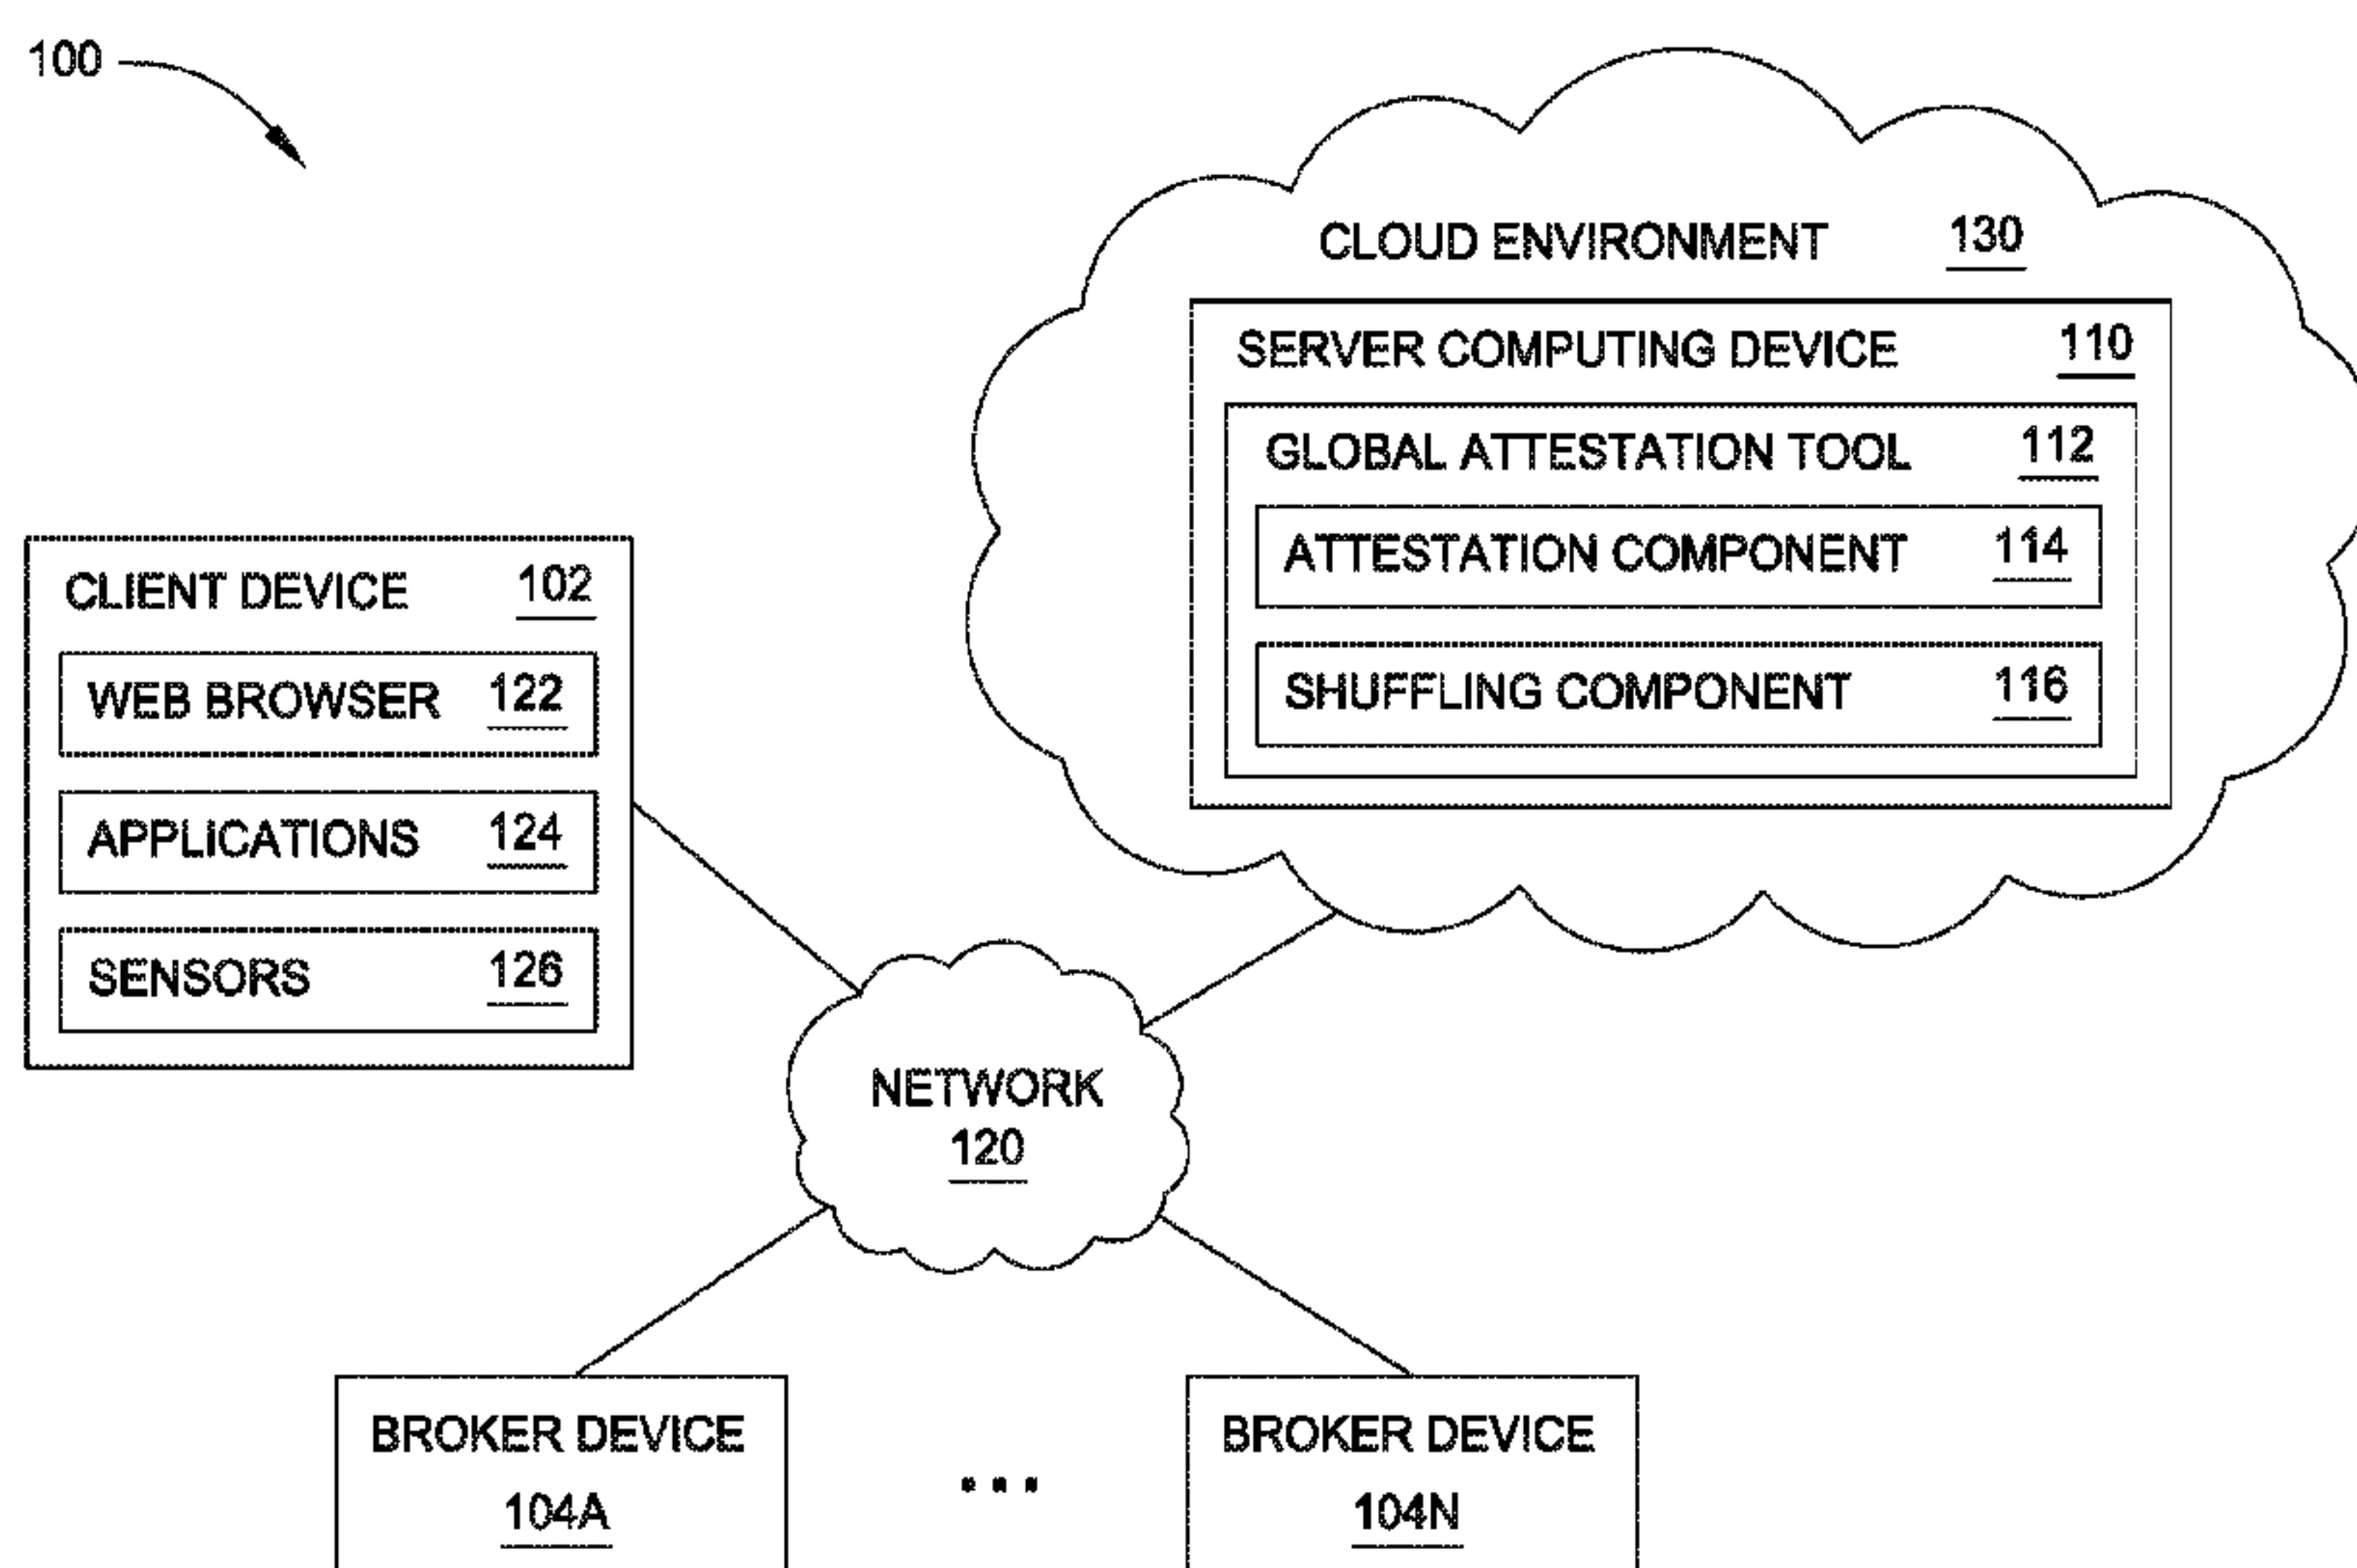 100
CLOUD ENVIRONMENT 130
SERVER COMPUTING DEVICE 110
GLOBAL ATTESTATION TOOL 112
ATTESTATION COMPONENT 114
SHUFFLING COMPONENT 116
CLIENT DEVICE 102
WEB BROWSER 122
APPLICATIONS 124
SENSORS 126
NETWORK
120
BROKER DEVICE
104A
...
BROKER DEVICE
104N